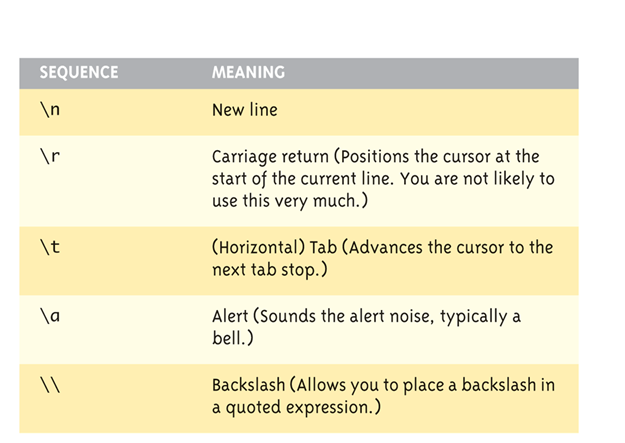 SEQUENCE MEANING
\n New line
\r Carriage return (Positions the cursor at the
start of the current line. You are not likely to
use this very much.)
\t (Horizontal) Tab (Advances the cursor to the
next tab stop.)
\a Alert (Sounds the alert noise, typically a
bell.)
\\ Backslash (Allows you to place a backslash in
a quoted expression.)